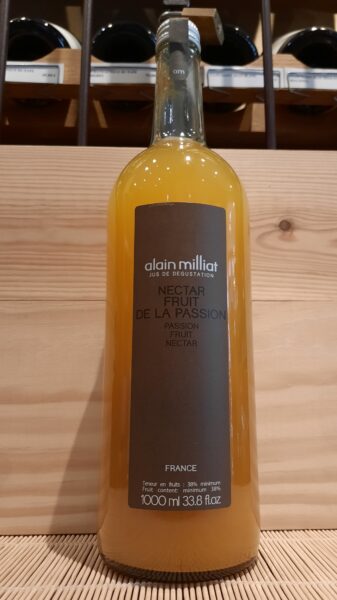 alain milliat
JUS DE DÉGUSTATION
NECTAR
FRUIT
DE LA PASSION
PASSION
FRUIT
NECTAR
FRANCE
Teneur en fruits : 38% minimum
Fruit content: minimum 38%
1000 ml 33.8 fl.oz